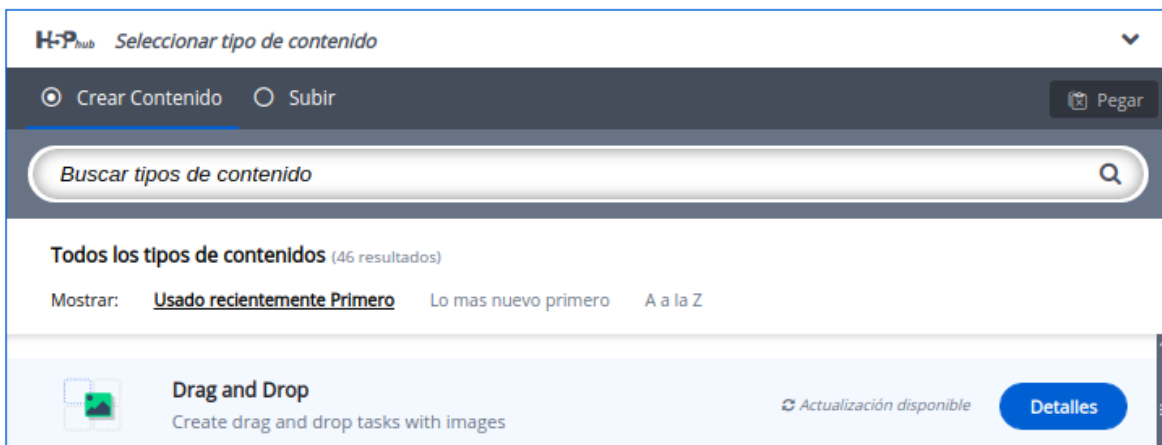 H5P hub Seleccionar tipo de contenido
Crear Contenido Subir Pegar
Buscar tipos de contenido
Todos los tipos de contenidos (46 resultados)
Mostrar: Usado recientemente Primero Lo mas nuevo primero A a la Z
Drag and Drop
Create drag and drop tasks with images
Actualización disponible
Detalles